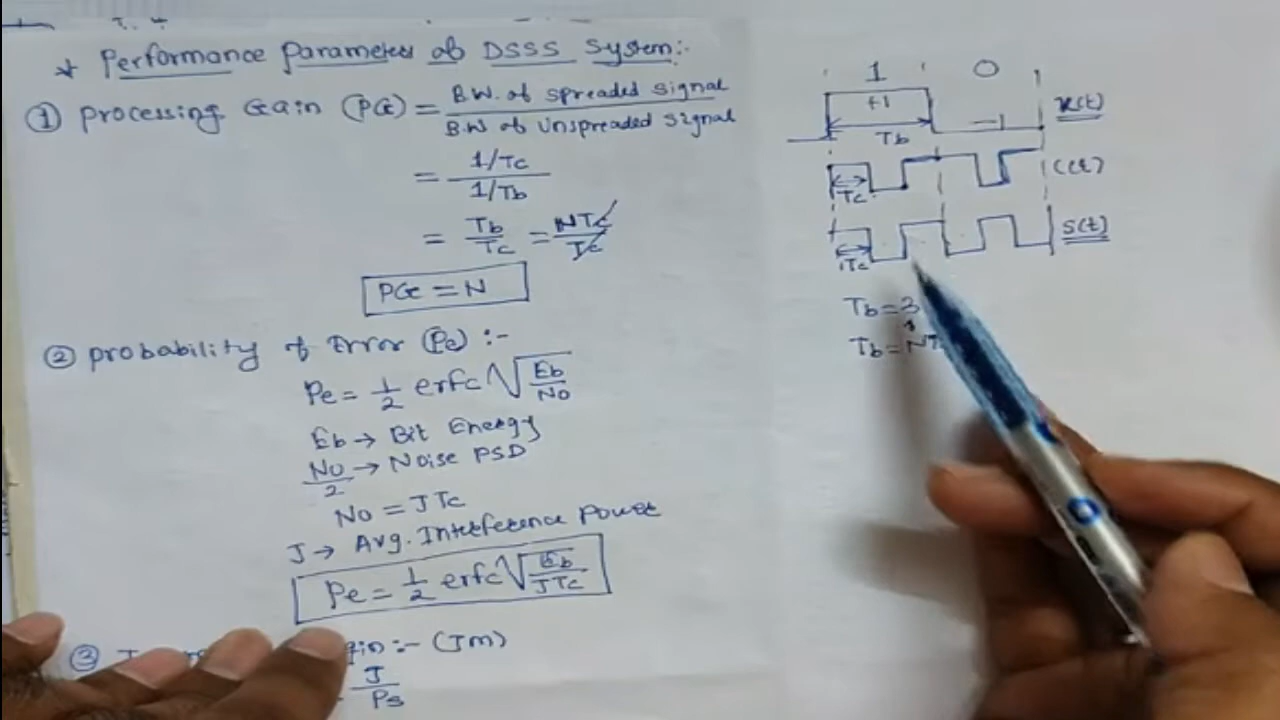 * Performance Parameters of DSSS System:-
① Processing Gain (PG) = B.W. of spreaded signal / B.W of Unspreaded signal
= 1/Tc / 1/Tb
= Tb/Tc = NTc/Tc
PG = N
② probability of Error (Pe) :-
Pe = 1/2 erfc √Eb/No
Eb → Bit Energy
No/2 → Noise PSD
No = JTc
J → Avg. Interference Power
Pe = 1/2 erfc √Eb/JTc
③ :- (Jm)
J/Ps
1 0
+1 -1 x(t)
Tb
Tc c(t)
Tc s(t)
Tb = 3
Tb = NT